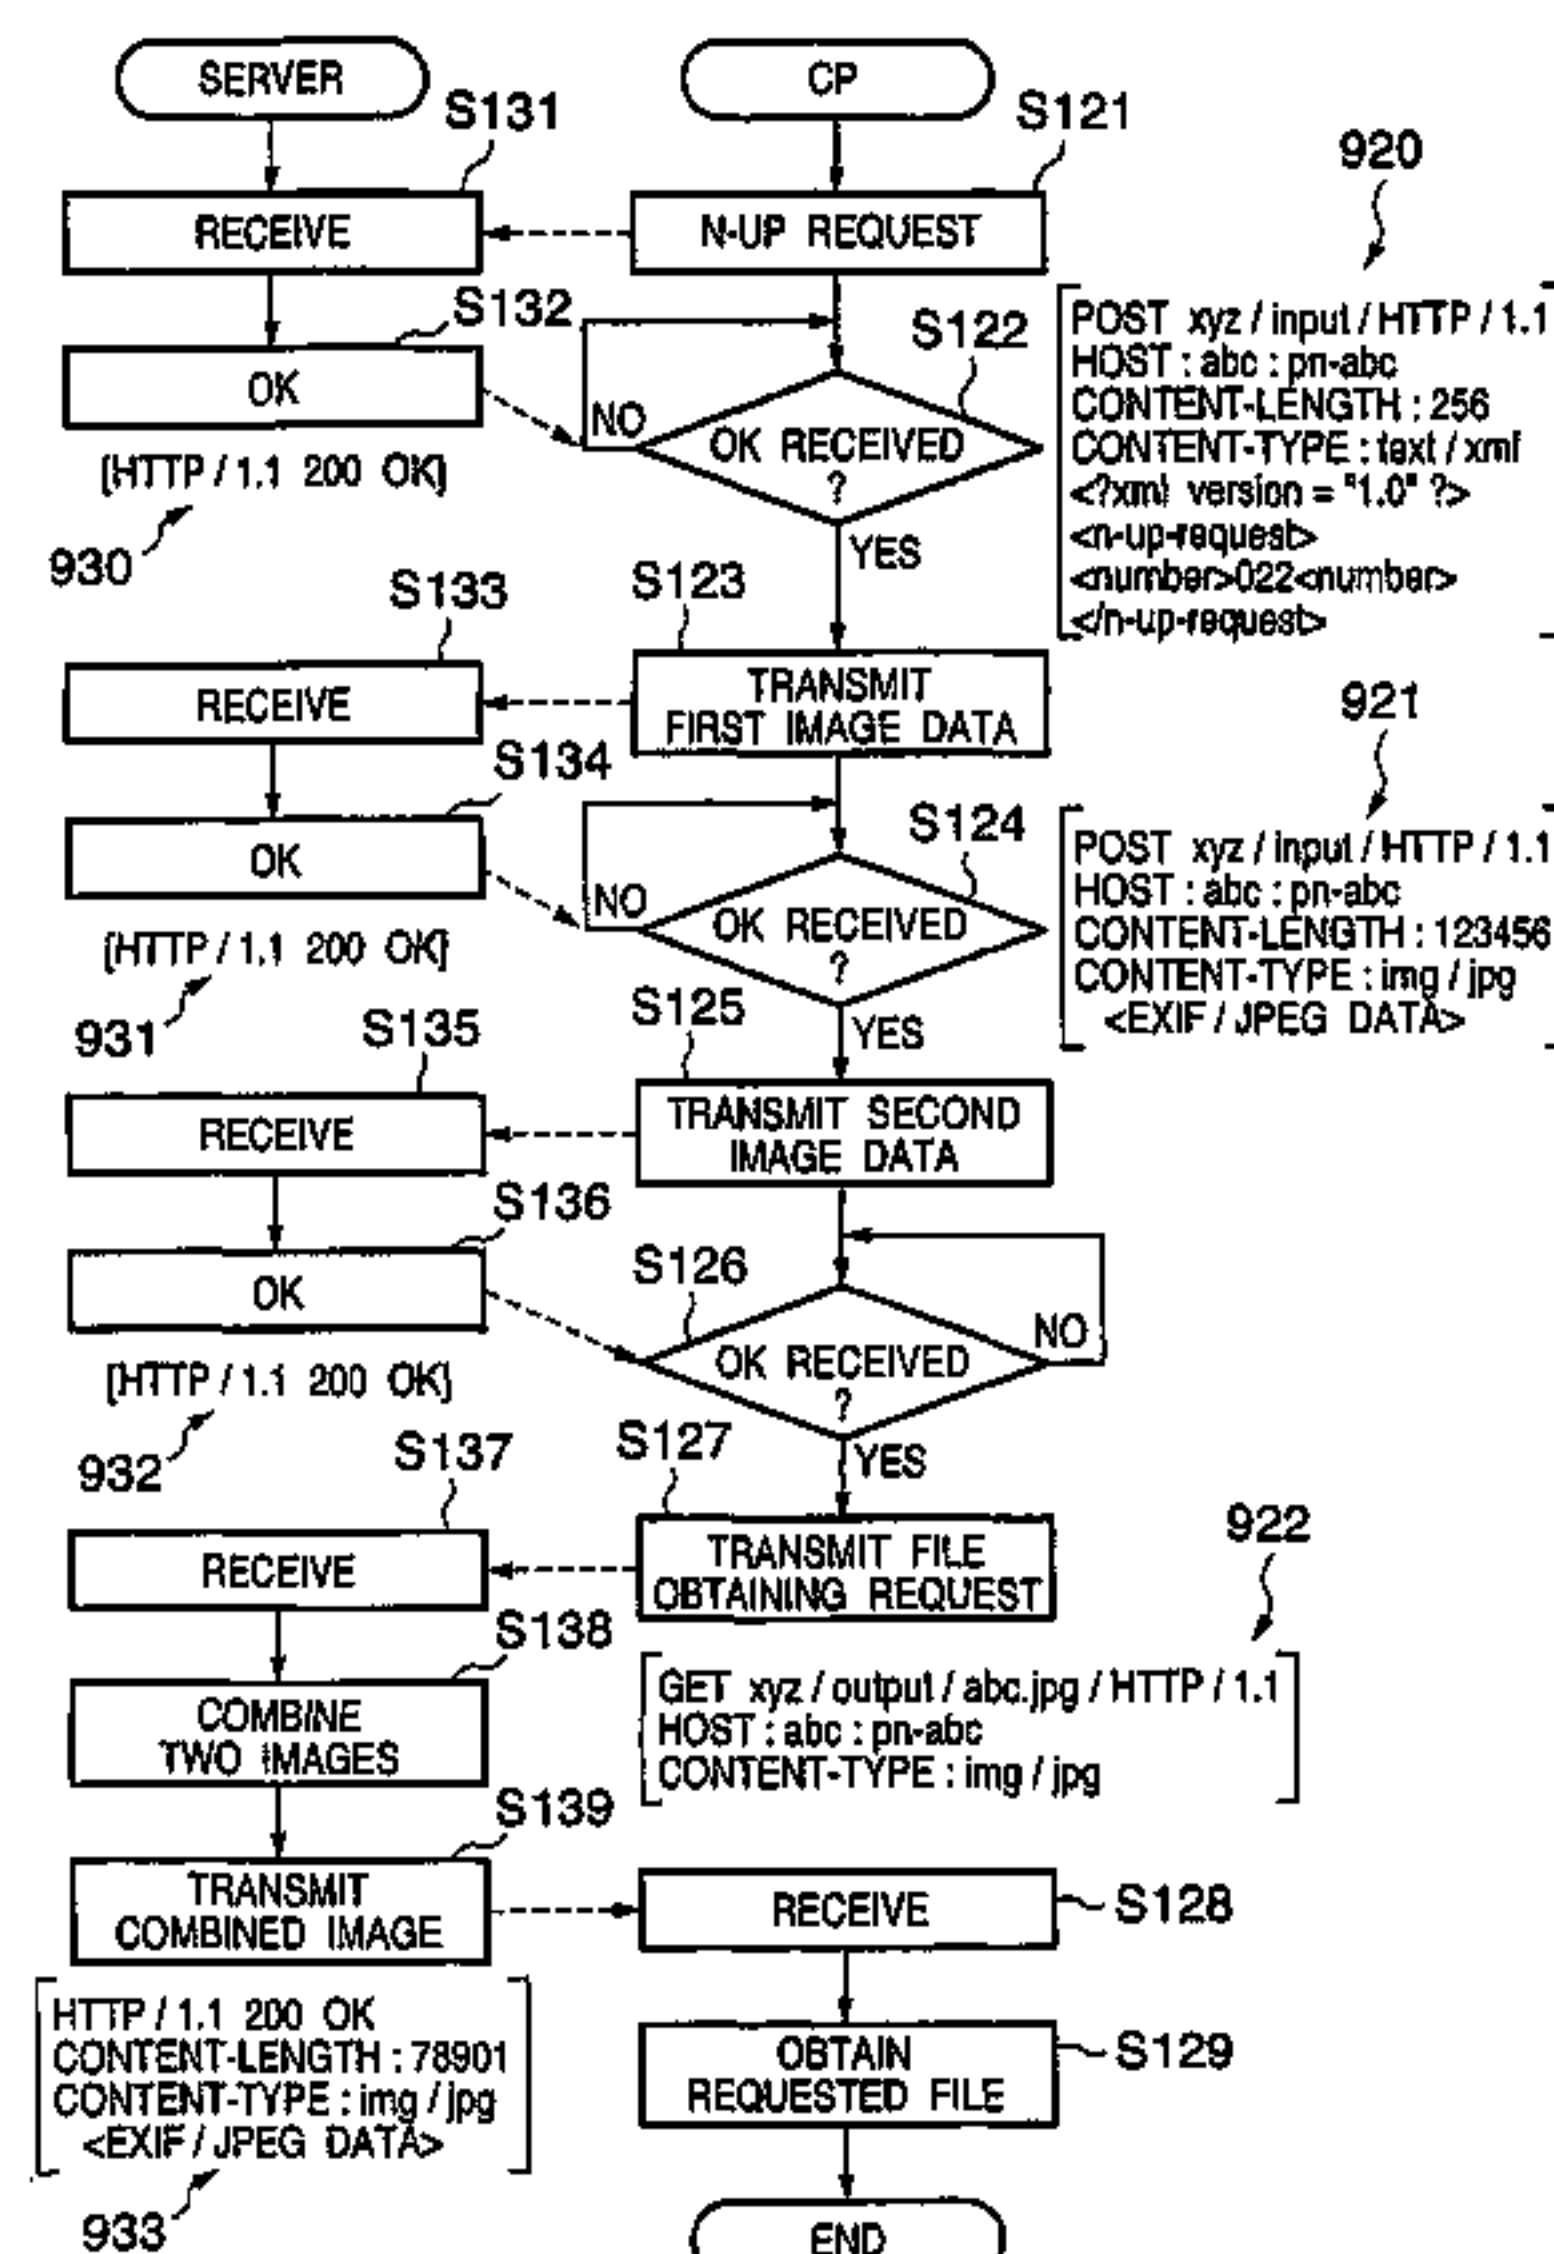 SERVER
CP
S131
S121
920
RECEIVE
N-UP REQUEST
S132
S122
OK
NO
OK RECEIVED
?
YES
[HTTP / 1.1 200 OK]
930
POST xyz / input / HTTP / 1.1
HOST : abc : pn-abc
CONTENT-LENGTH : 256
CONTENT-TYPE : text / xml
<?xml version = "1.0" ?>
<n-up-request>
<number>022<number>
</n-up-request>
S133
S123
RECEIVE
TRANSMIT
FIRST IMAGE DATA
921
S134
S124
OK
NO
OK RECEIVED
?
YES
[HTTP / 1.1 200 OK]
931
POST xyz / input / HTTP / 1.1
HOST : abc : pn-abc
CONTENT-LENGTH : 123456
CONTENT-TYPE : img / jpg
<EXIF / JPEG DATA>
S135
S125
RECEIVE
TRANSMIT SECOND
IMAGE DATA
S136
S126
OK
OK RECEIVED
?
NO
YES
[HTTP / 1.1 200 OK]
932
S137
S127
922
RECEIVE
TRANSMIT FILE
OBTAINING REQUEST
S138
COMBINE
TWO IMAGES
GET xyz / output / abc.jpg / HTTP / 1.1
HOST : abc : pn-abc
CONTENT-TYPE : img / jpg
S139
TRANSMIT
COMBINED IMAGE
RECEIVE
S128
HTTP / 1.1 200 OK
CONTENT-LENGTH : 78901
CONTENT-TYPE : img / jpg
<EXIF / JPEG DATA>
933
OBTAIN
REQUESTED FILE
S129
END